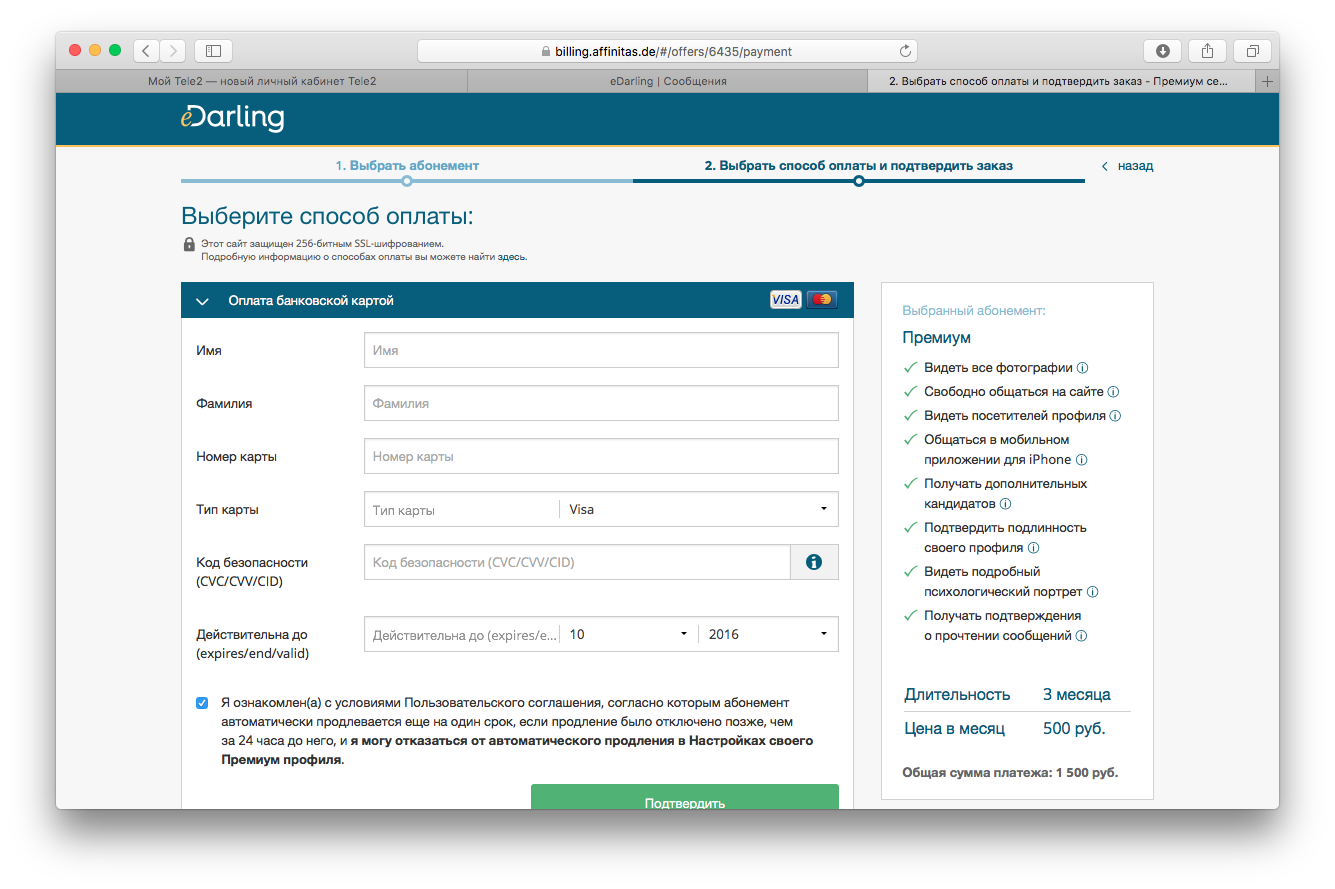 billing.affinitas.de/#/offers/6435/payment
Мой Tele2 — новый личный кабинет Tele2
eDarling | Сообщения
2. Выбрать способ оплаты и подтвердить заказ - Премиум се...
eDarling
1. Выбрать абонемент
2. Выбрать способ оплаты и подтвердить заказ
назад
Выберите способ оплаты:
Этот сайт защищен 256-битным SSL-шифрованием.
Подробную информацию о способах оплаты вы можете найти здесь.
Оплата банковской картой
VISA
Имя
Имя
Фамилия
Фамилия
Номер карты
Номер карты
Тип карты
Тип карты
Visa
Код безопасности
(CVC/CVV/CID)
Код безопасности (CVC/CVV/CID)
Действительна до
(expires/end/valid)
Действительна до (expires/e...
10
2016
Я ознакомлен(а) с условиями Пользовательского соглашения, согласно которым абонемент
автоматически продлевается еще на один срок, если продление было отключено позже, чем
за 24 часа до него, и я могу отказаться от автоматического продления в Настройках своего
Премиум профиля.
Подтвердить
Выбранный абонемент:
Премиум
Видеть все фотографии
Свободно общаться на сайте
Видеть посетителей профиля
Общаться в мобильном
приложении для iPhone
Получать дополнительных
кандидатов
Подтвердить подлинность
своего профиля
Видеть подробный
психологический портрет
Получать подтверждения
о прочтении сообщений
Длительность 3 месяца
Цена в месяц 500 руб.
Общая сумма платежа: 1 500 руб.